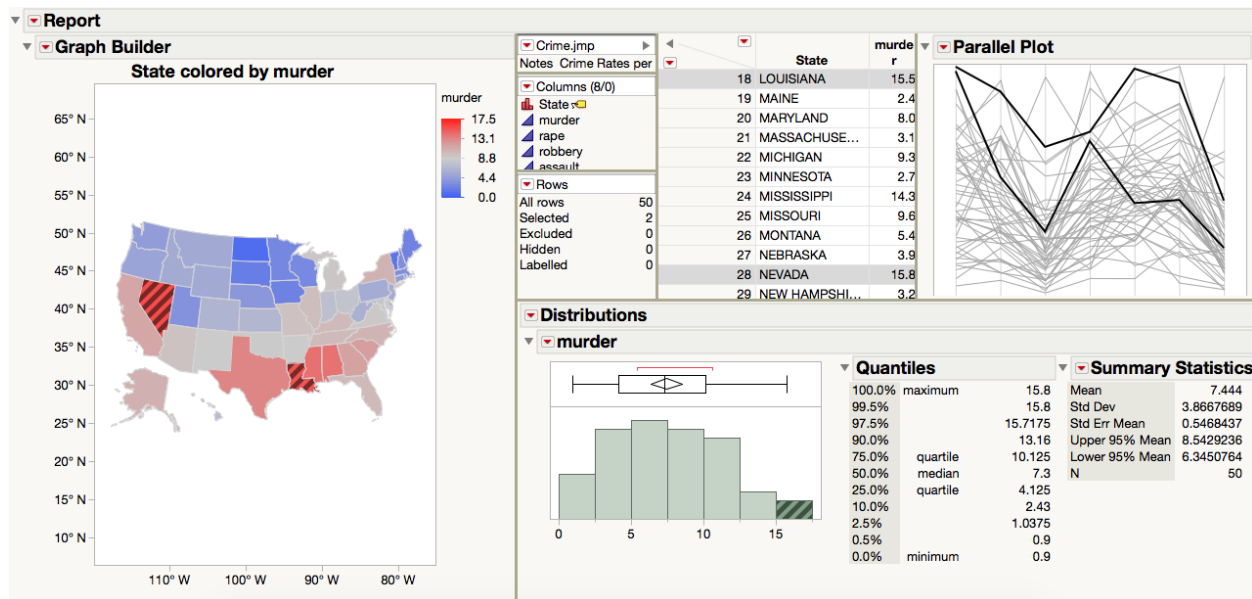 Report
Graph Builder
State colored by murder
65° N
60° N
55° N
50° N
45° N
40° N
35° N
30° N
25° N
20° N
15° N
10° N
110° W 100° W 90° W 80° W
murder
17.5
13.1
8.8
4.4
0.0
Crime.jmp
Notes Crime Rates per
Columns (8/0)
State
murder
rape
robbery
assault
Rows
All rows 50
Selected 2
Excluded 0
Hidden 0
Labelled 0
State murde
r
18 LOUISIANA 15.5
19 MAINE 2.4
20 MARYLAND 8.0
21 MASSACHUSE... 3.1
22 MICHIGAN 9.3
23 MINNESOTA 2.7
24 MISSISSIPPI 14.3
25 MISSOURI 9.6
26 MONTANA 5.4
27 NEBRASKA 3.9
28 NEVADA 15.8
29 NEW HAMPSHI... 3.2
Parallel Plot
Distributions
murder
0 5 10 15
Quantiles
100.0% maximum 15.8
99.5% 15.8
97.5% 15.7175
90.0% 13.16
75.0% quartile 10.125
50.0% median 7.3
25.0% quartile 4.125
10.0% 2.43
2.5% 1.0375
0.5% 0.9
0.0% minimum 0.9
Summary Statistics
Mean 7.444
Std Dev 3.8667689
Std Err Mean 0.5468437
Upper 95% Mean 8.5429236
Lower 95% Mean 6.3450764
N 50